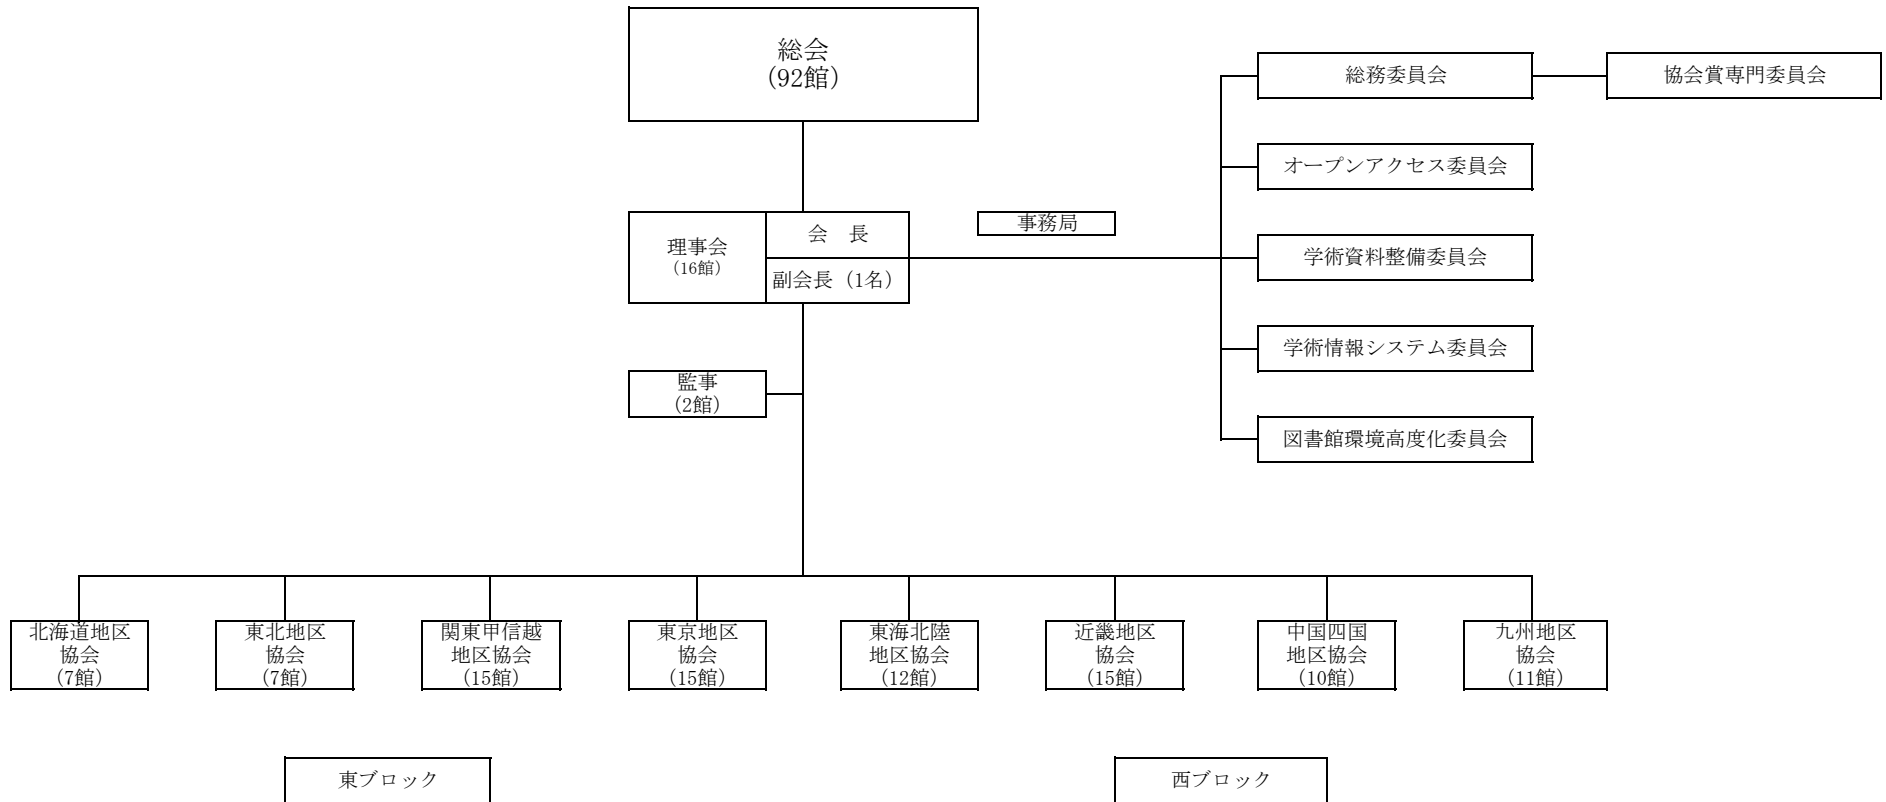 総会
(92館)
総務委員会
協会賞専門委員会
オープンアクセス委員会
理事会
(16館)
会　長
副会長（1名）
事務局
学術資料整備委員会
学術情報システム委員会
監事
(2館)
図書館環境高度化委員会
北海道地区
協会
(7館)
東北地区
協会
(7館)
関東甲信越
地区協会
(15館)
東京地区
協会
(15館)
東海北陸
地区協会
(12館)
近畿地区
協会
(15館)
中国四国
地区協会
(10館)
九州地区
協会
(11館)
東ブロック
西ブロック